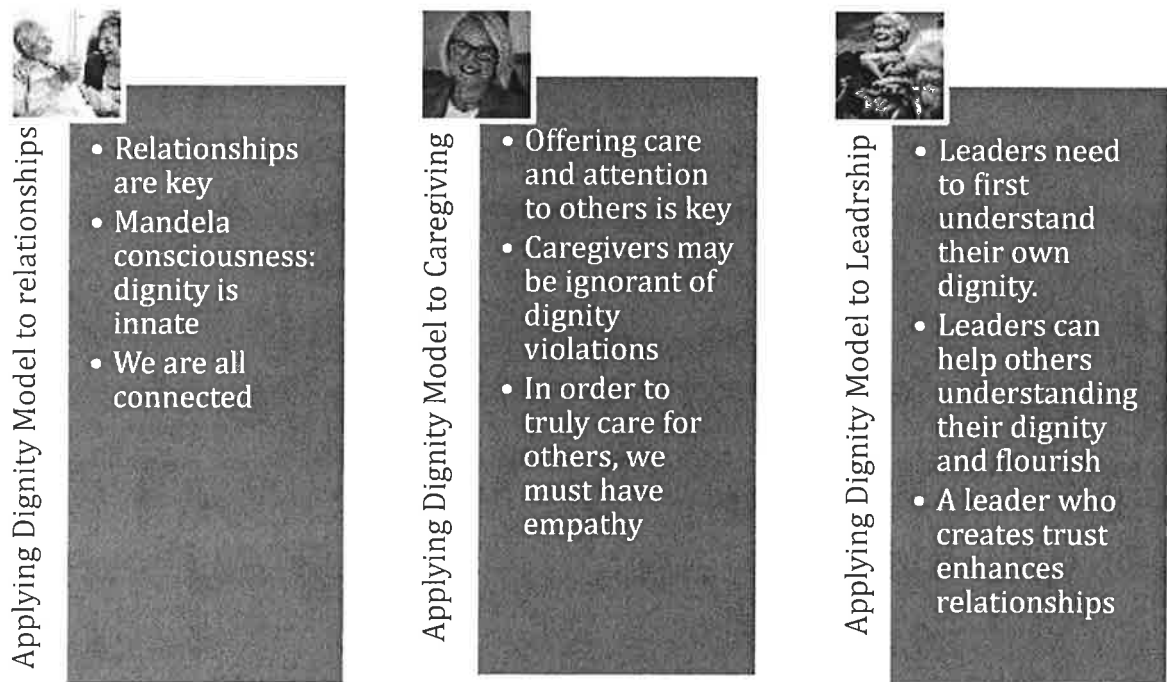 Applying Dignity Model to relationships
• Relationships
are key
• Mandela
consciousness:
dignity is
innate
• We are all
connected
Applying Dignity Model to Caregiving
• Offering care
and attention
to others is key
• Caregivers may
be ignorant of
dignity
violations
• In order to
truly care for
others, we
must have
empathy
Applying Dignity Model to Leadrship
• Leaders need
to first
understand
their own
dignity.
• Leaders can
help others
understanding
their dignity
and flourish
• A leader who
creates trust
enhances
relationships